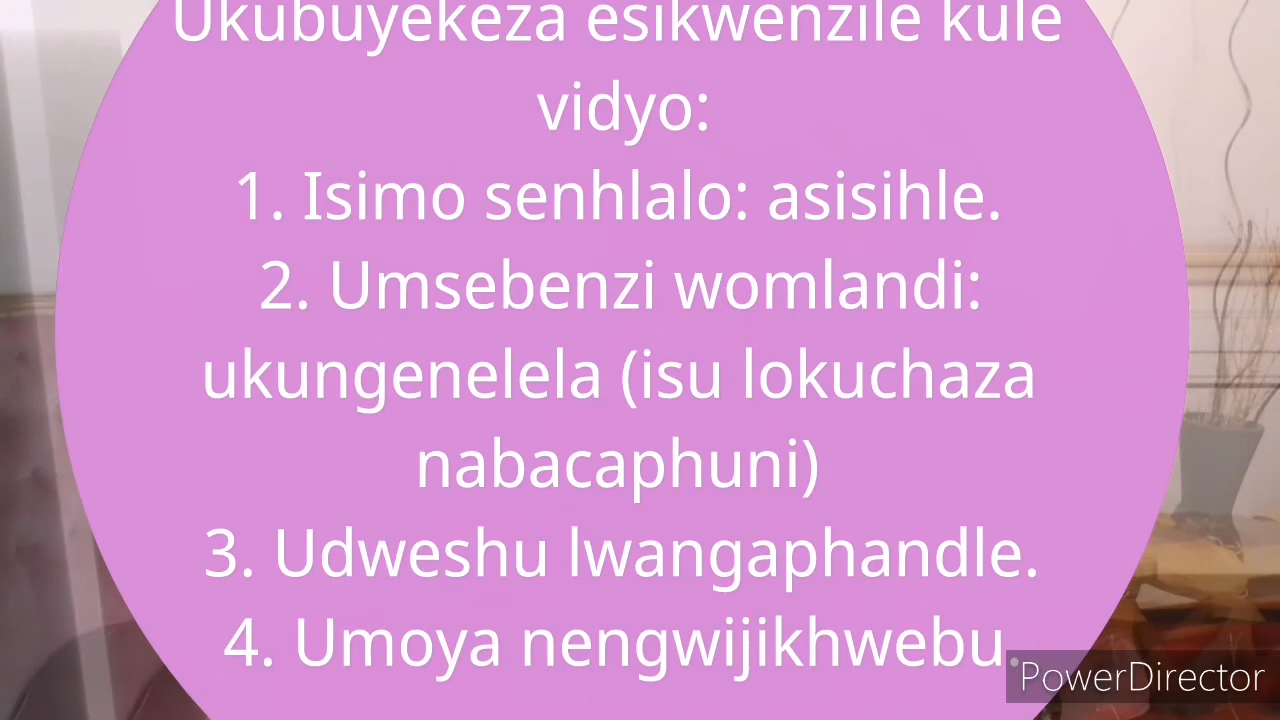 Ukubuyekeza esikwenzile kule
vidyo:
1. Isimo senhlalo: asisihle.
2. Umsebenzi womlandi:
ukungenelela (isu lokuchaza
nabacaphuni)
3. Udweshu lwangaphandle.
4. Umoya nengwijikhwebu.
PowerDirector